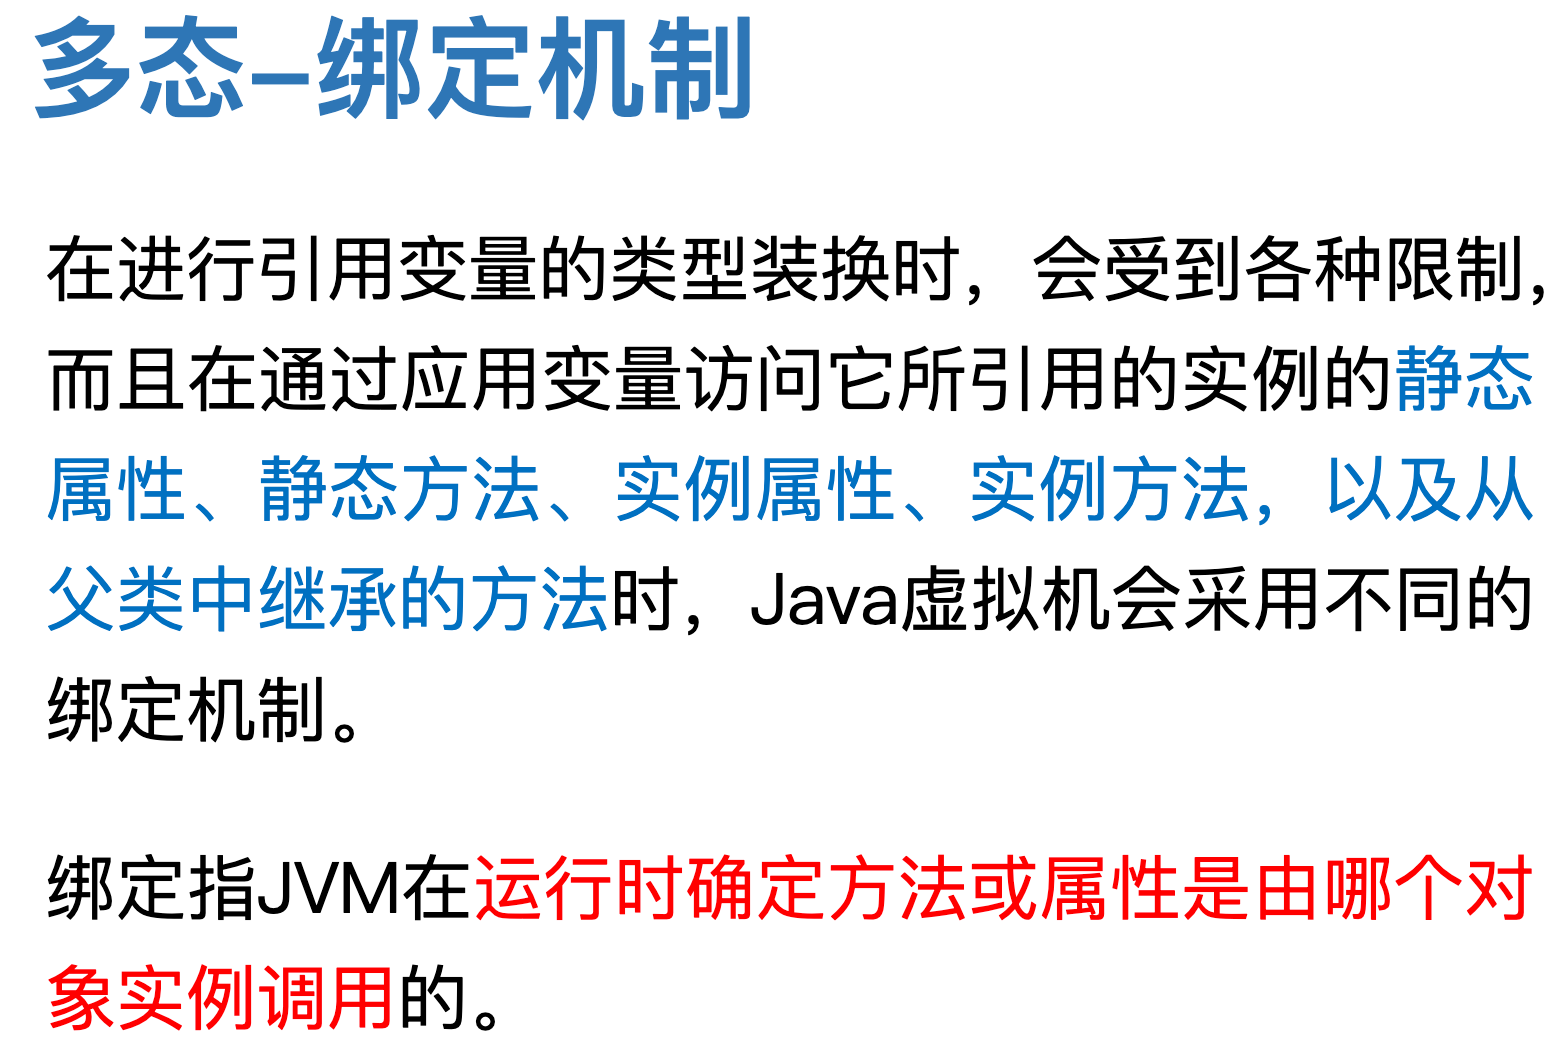 多态-绑定机制
在进行引用变量的类型装换时，会受到各种限制，
而且在通过应用变量访问它所引用的实例的静态
属性、静态方法、实例属性、实例方法，以及从
父类中继承的方法时，Java虚拟机会采用不同的
绑定机制。
绑定指JVM在运行时确定方法或属性是由哪个对
象实例调用的。